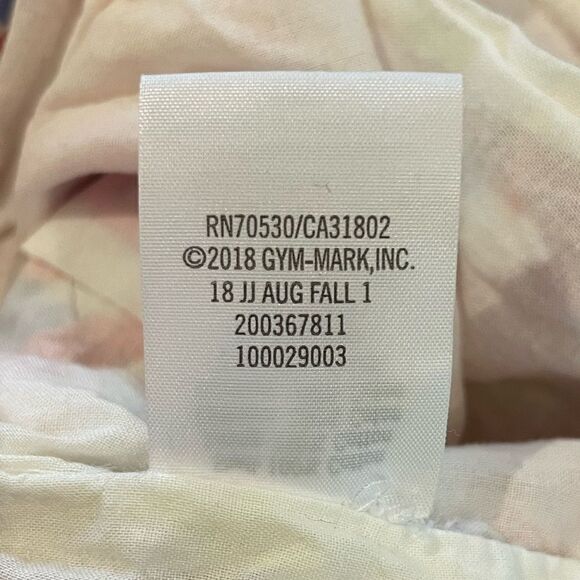 RN70530/CA31802
©2018 GYM-MARK,INC.
18 JJ AUG FALL 1
200367811
100029003